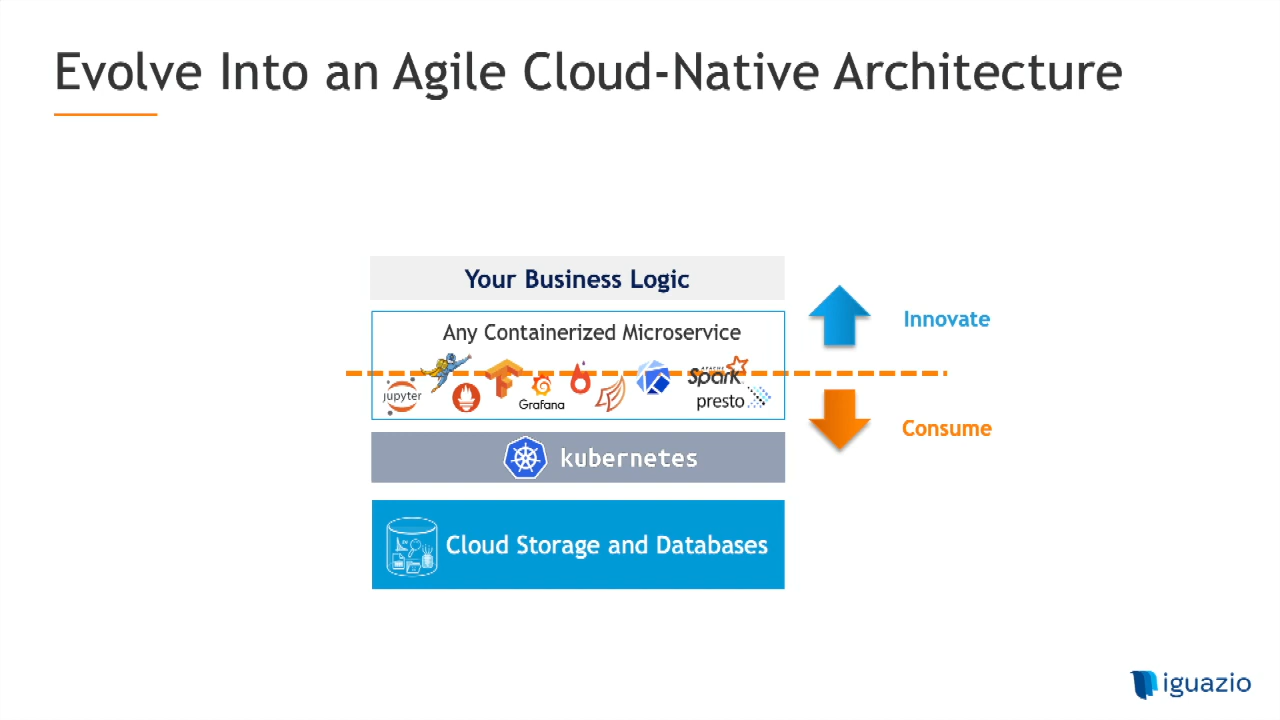 Evolve Into an Agile Cloud-Native Architecture
Your Business Logic
Any Containerized Microservice
Innovate
APACHE
Spark
jupyter
Grafana
presto
Consume
kubernetes
Cloud Storage and Databases
iguazio